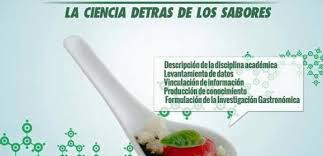 LA CIENCIA DETRAS DE LOS SABORES
Descripción de la disciplina académica
Levantamiento de datos
Vinculación de información
Producción de conocimiento
Formulación de la Investigación Gastronómica